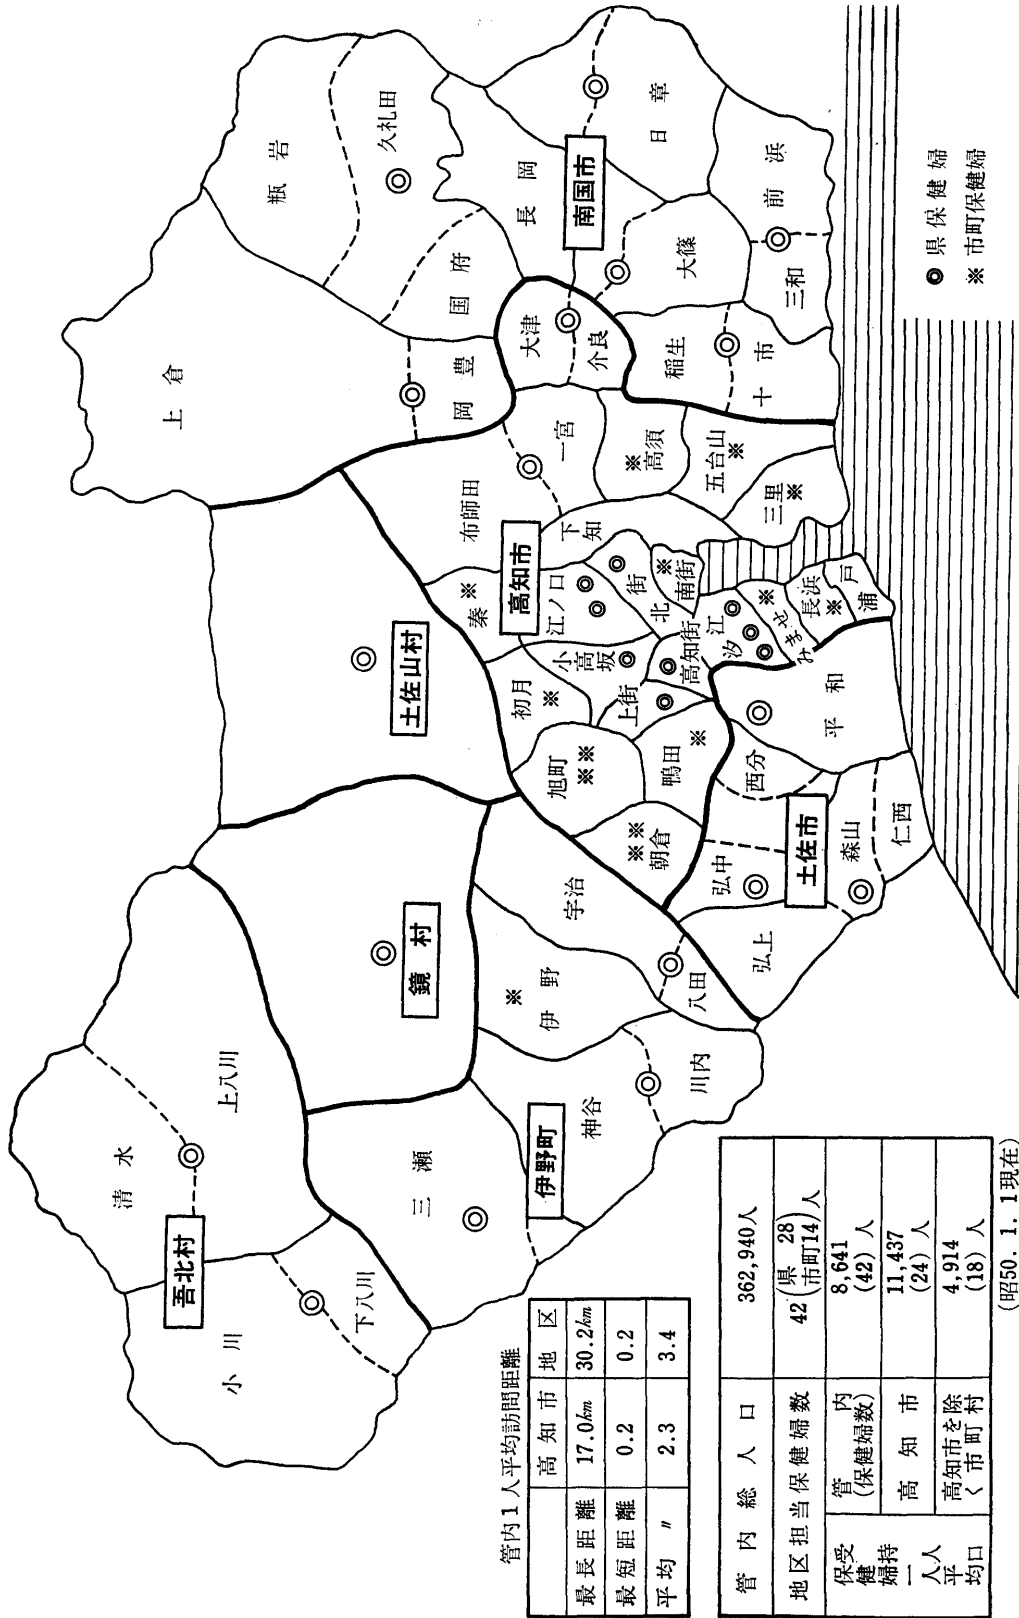 清水
上八川
吾北村
小川
下八川
鏡村
土佐山村
三瀬
伊野町
神谷
川内
伊野
※
宇治
八田
上倉
瓶岩
久礼田
国府
岡豊
長岡
南国市
日章
前浜
三和
大篠
稲生
十市
大津
介良
高知市
布師田
一宮
高須
※
五台山
※
三里
※
下知
秦
※
江ノ口
北街
南街
※
初月
※
小高坂
高知街
上街
旭町
※※
鴨田
※
朝倉
※※
汐江
みませ
※
長浜
※
浦戸
土佐市
西分
平和
弘中
弘上
森山
仁西
◎ 県保健婦
※ 市町保健婦
管内1人平均訪問距離
高知市 地区
最長距離 17.0km 30.2km
最短距離 0.2 0.2
平均 〃 2.3 3.4
管内総人口 362,940人
地区担当保健婦数 42(県 28 市町14)人
保健婦一人平均受持人口
管内(保健婦数) 8,641(42)人
高知市 11,437(24)人
高知市を除く市町村 4,914(18)人
(昭50. 1. 1現在)